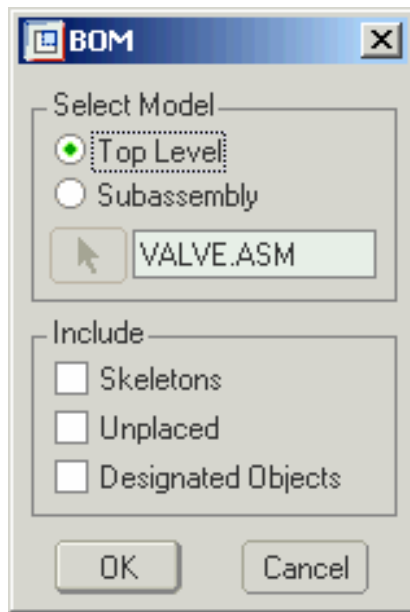 BOM
Select Model
Top Level
Subassembly
VALVE.ASM
Include
Skeletons
Unplaced
Designated Objects
OK Cancel